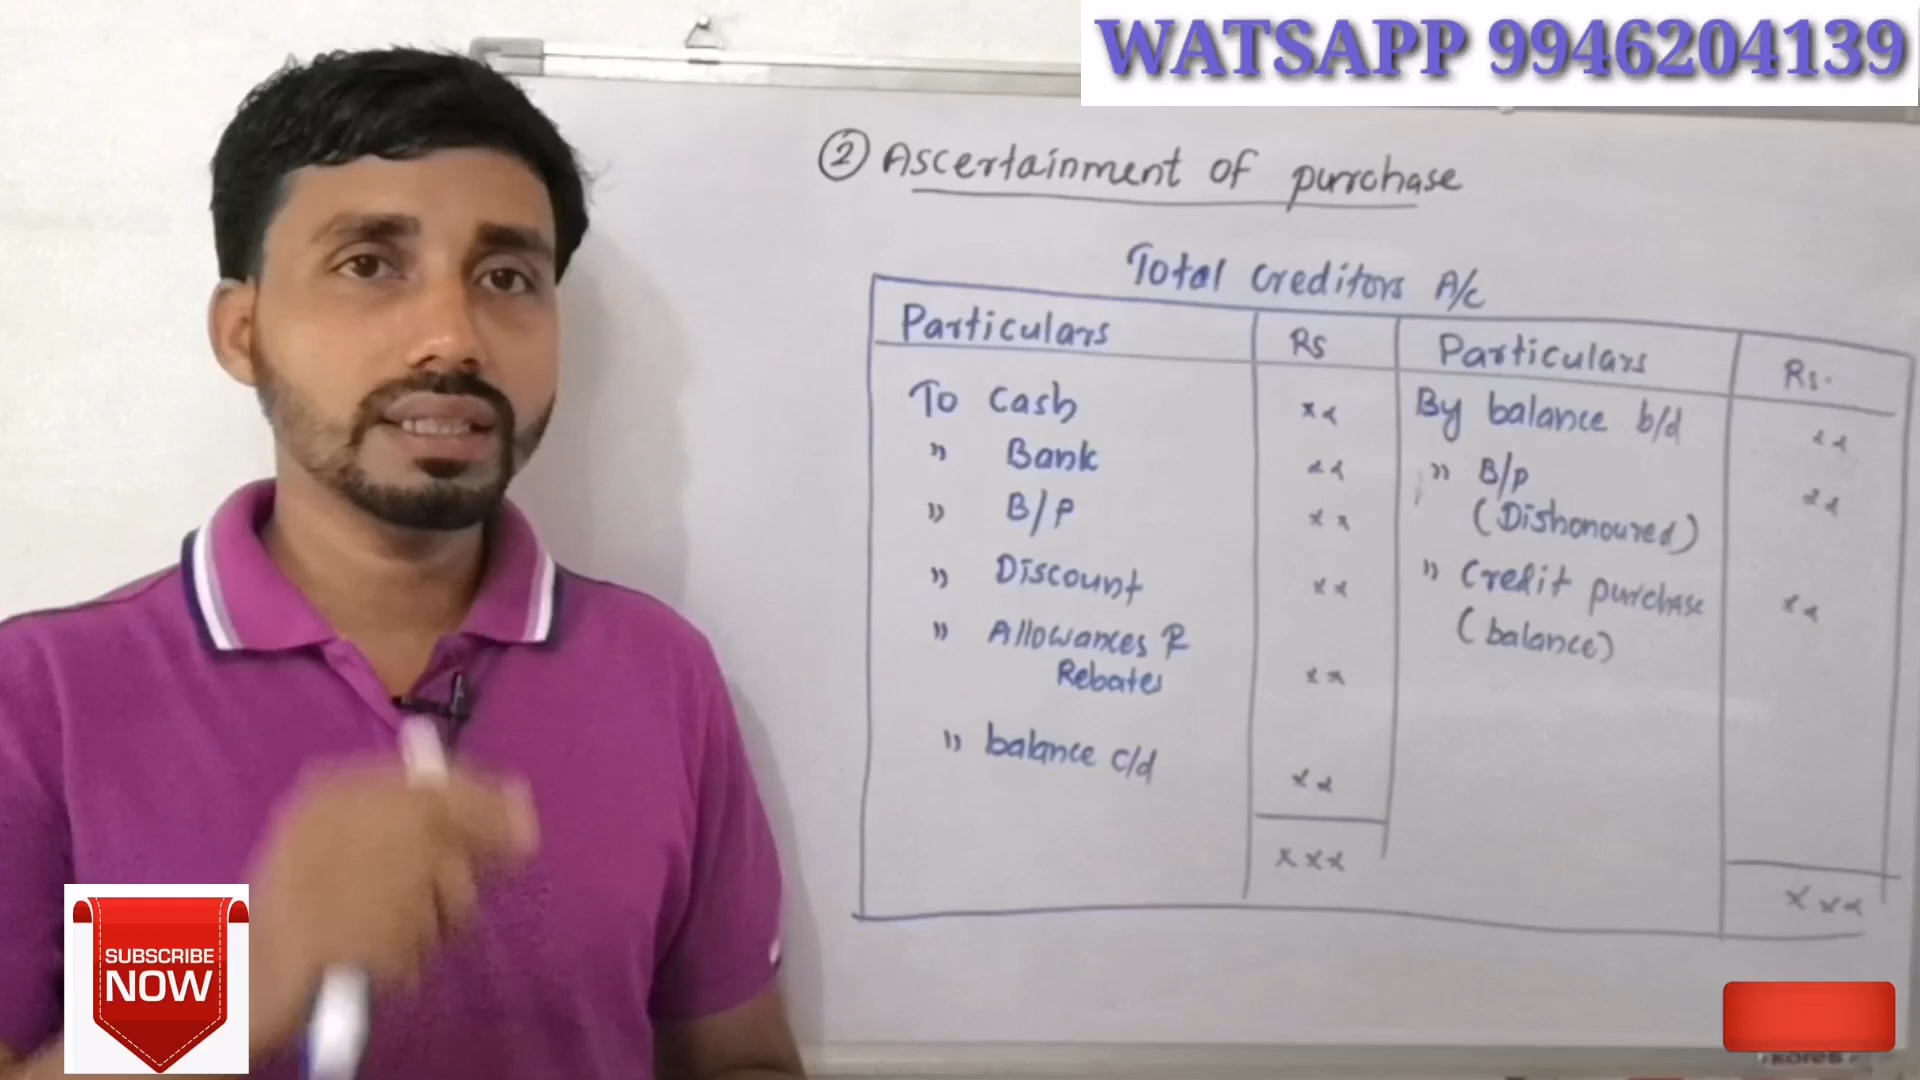 WATSAPP 9946204139
② Ascertainment of purchase
Total creditors A/c
Particulars Rs Particulars Rs.
To Cash xx By balance b/d xx
" Bank xx " B/P xx
" B/P xx (Dishonoured)
" Discount xx " Credit purchase xx
" Allowances & (balance)
Rebates xx
" balance c/d xx
xxx xxx
SUBSCRIBE
NOW
kores